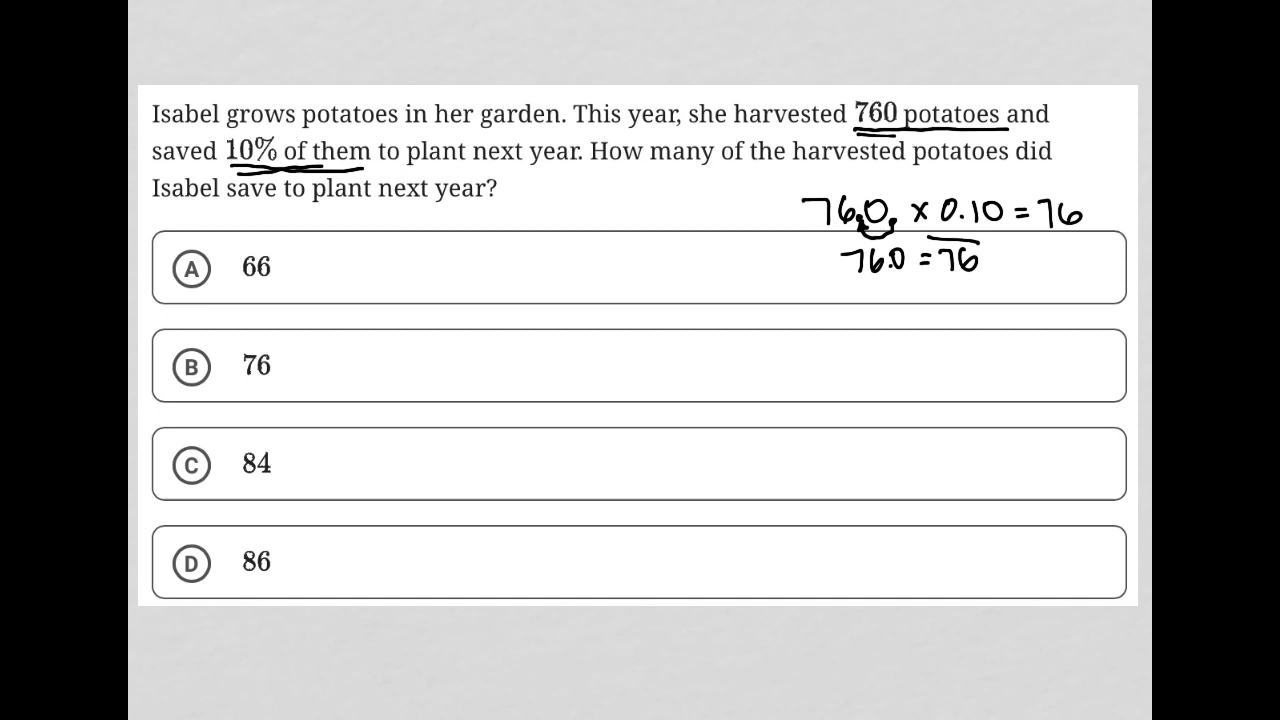 Isabel grows potatoes in her garden. This year, she harvested 760 potatoes and
saved 10% of them to plant next year. How many of the harvested potatoes did
Isabel save to plant next year?
76.0. x 0.10 = 76
76.0 = 76
A 66
B 76
C 84
D 86